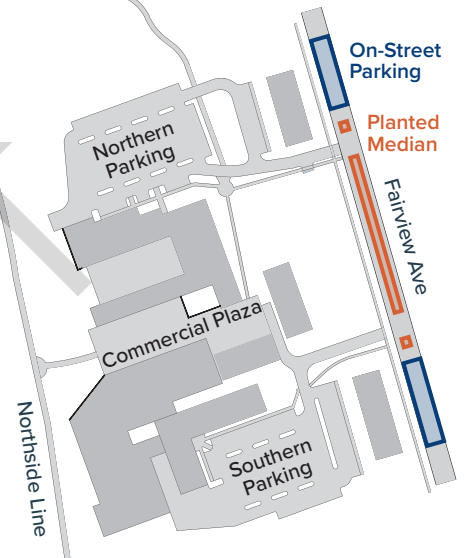 On-Street
Parking
Planted
Median
Northern
Parking
Fairview Ave
Commercial Plaza
Northside Line
Southern
Parking